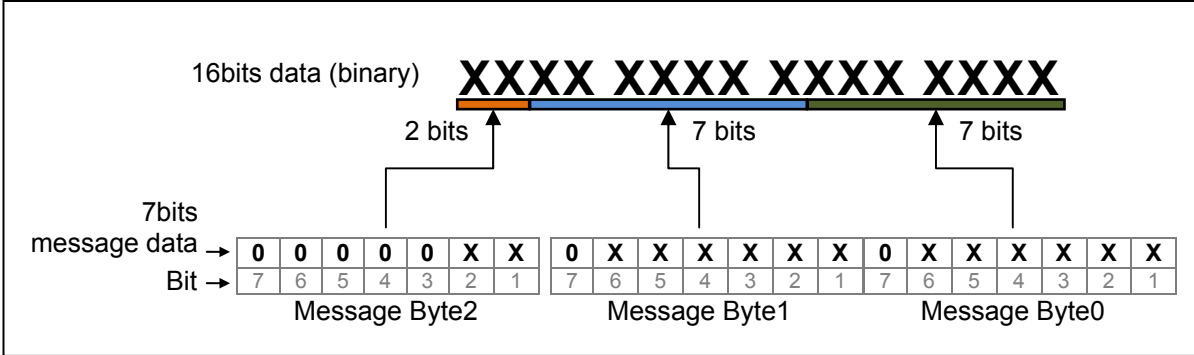 16bits data (binary) XXXX XXXX XXXX XXXX
2 bits 7 bits 7 bits
7bits
message data → 0 0 0 0 0 X X 0 X X X X X X 0 X X X X X X
Bit → 7 6 5 4 3 2 1 7 6 5 4 3 2 1 7 6 5 4 3 2 1
Message Byte2 Message Byte1 Message Byte0